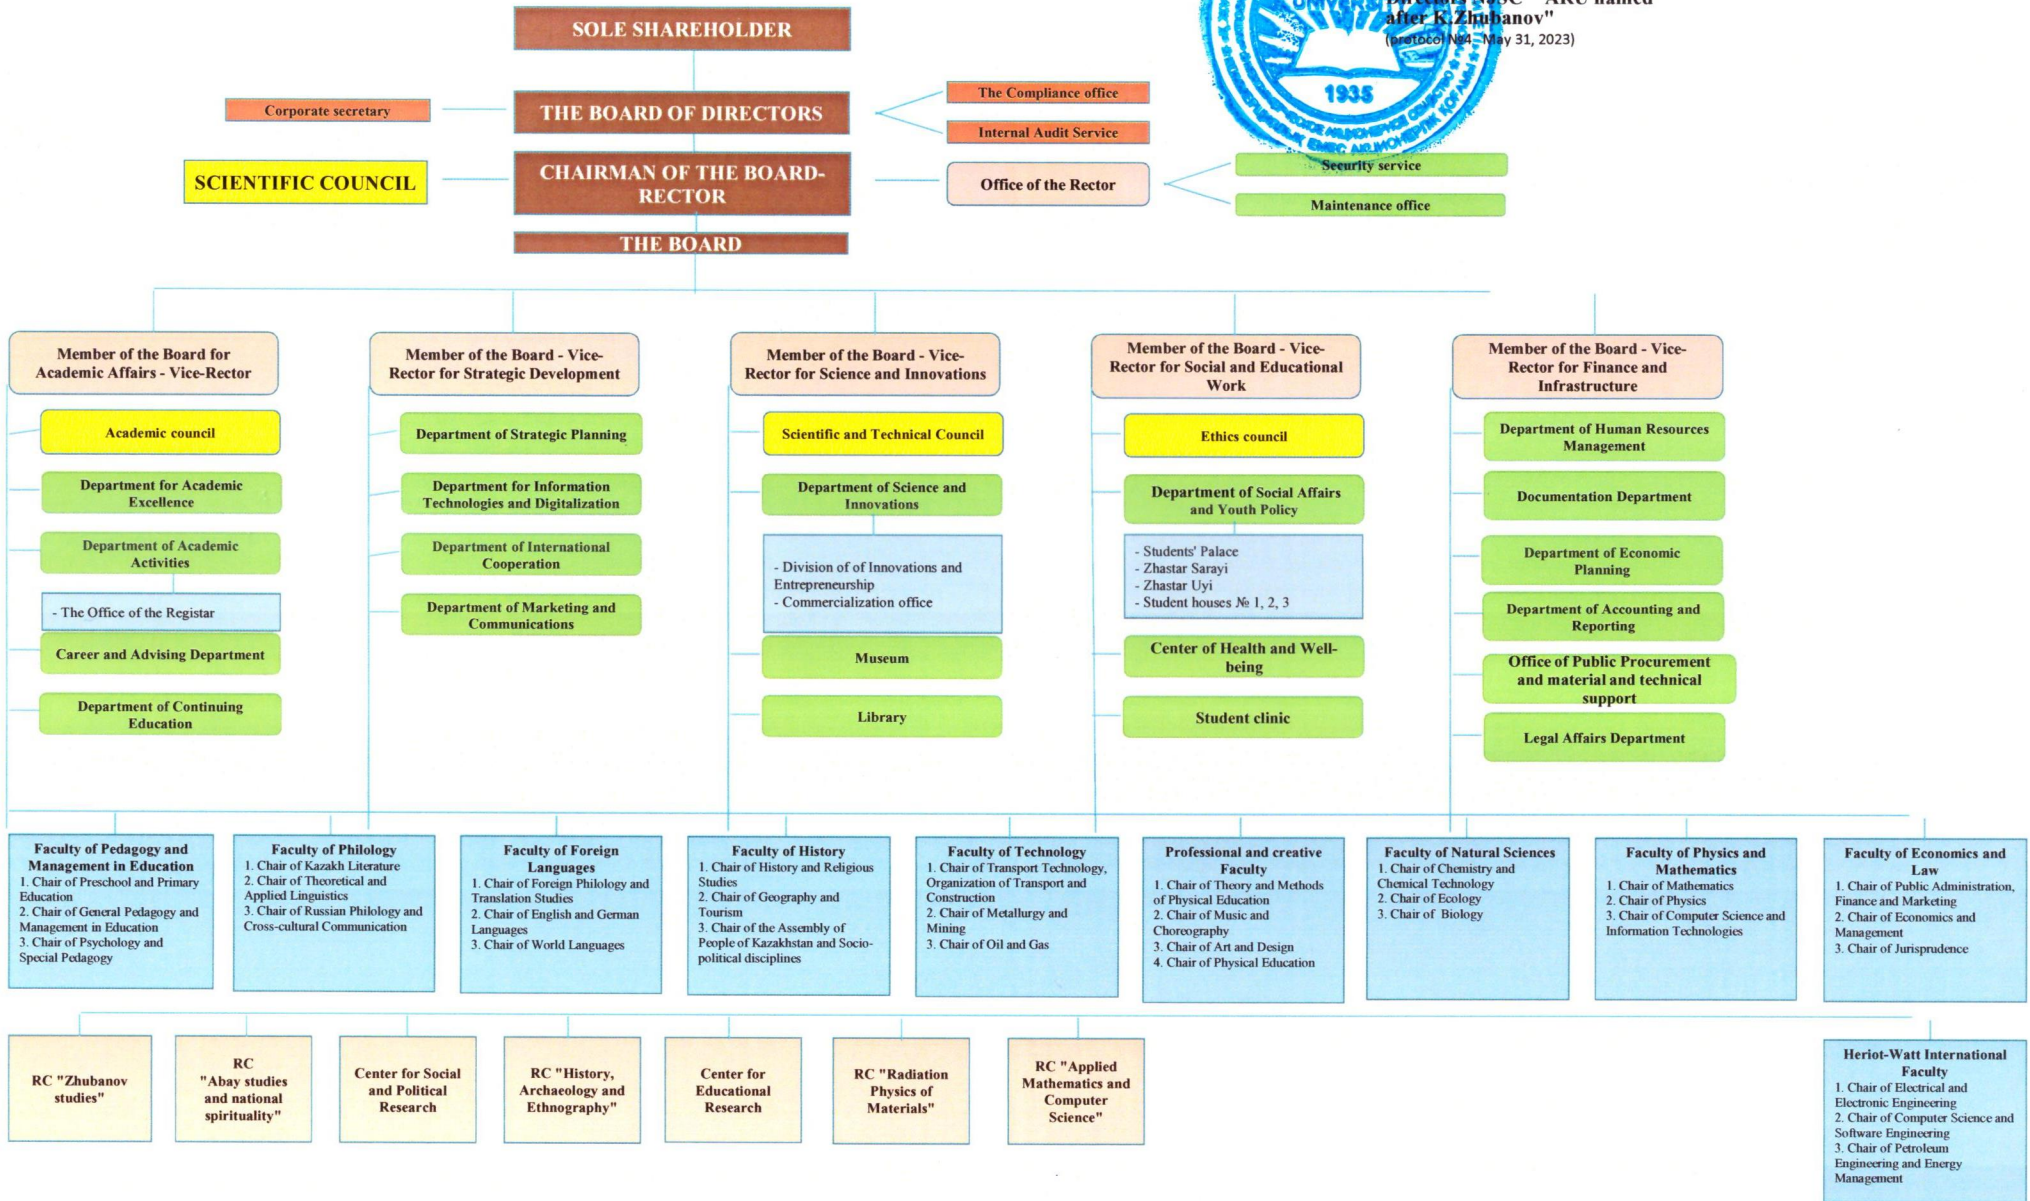 Directors NJSC "ARU named
after K.Zhubanov"
(protocol №4 May 31, 2023)
1935
SOLE SHAREHOLDER
Corporate secretary
THE BOARD OF DIRECTORS
The Compliance office
Internal Audit Service
SCIENTIFIC COUNCIL
CHAIRMAN OF THE BOARD-
RECTOR
Office of the Rector
Security service
Maintenance office
THE BOARD
Member of the Board for
Academic Affairs - Vice-Rector
Academic council
Department for Academic
Excellence
Department of Academic
Activities
- The Office of the Registar
Career and Advising Department
Department of Continuing
Education
Member of the Board - Vice-
Rector for Strategic Development
Department of Strategic Planning
Department for Information
Technologies and Digitalization
Department of International
Cooperation
Department of Marketing and
Communications
Member of the Board - Vice-
Rector for Science and Innovations
Scientific and Technical Council
Department of Science and
Innovations
- Division of of Innovations and
Entrepreneurship
- Commercialization office
Museum
Library
Member of the Board - Vice-
Rector for Social and Educational
Work
Ethics council
Department of Social Affairs
and Youth Policy
- Students' Palace
- Zhastar Sarayi
- Zhastar Uyi
- Student houses № 1, 2, 3
Center of Health and Well-
being
Student clinic
Member of the Board - Vice-
Rector for Finance and
Infrastructure
Department of Human Resources
Management
Documentation Department
Department of Economic
Planning
Department of Accounting and
Reporting
Office of Public Procurement
and material and technical
support
Legal Affairs Department
Faculty of Pedagogy and
Management in Education
1. Chair of Preschool and Primary
Education
2. Chair of General Pedagogy and
Management in Education
3. Chair of Psychology and
Special Pedagogy
Faculty of Philology
1. Chair of Kazakh Literature
2. Chair of Theoretical and
Applied Linguistics
3. Chair of Russian Philology and
Cross-cultural Communication
Faculty of Foreign
Languages
1. Chair of Foreign Philology and
Translation Studies
2. Chair of English and German
Languages
3. Chair of World Languages
Faculty of History
1. Chair of History and Religious
Studies
2. Chair of Geography and
Tourism
3. Chair of the Assembly of
People of Kazakhstan and Socio-
political disciplines
Faculty of Technology
1. Chair of Transport Technology,
Organization of Transport and
Construction
2. Chair of Metallurgy and
Mining
3. Chair of Oil and Gas
Professional and creative
Faculty
1. Chair of Theory and Methods
of Physical Education
2. Chair of Music and
Choreography
3. Chair of Art and Design
4. Chair of Physical Education
Faculty of Natural Sciences
1. Chair of Chemistry and
Chemical Technology
2. Chair of Ecology
3. Chair of Biology
Faculty of Physics and
Mathematics
1. Chair of Mathematics
2. Chair of Physics
3. Chair of Computer Science and
Information Technologies
Faculty of Economics and
Law
1. Chair of Public Administration,
Finance and Marketing
2. Chair of Economics and
Management
3. Chair of Jurisprudence
RC "Zhubanov
studies"
RC
"Abay studies
and national
spirituality"
Center for Social
and Political
Research
RC "History,
Archaeology and
Ethnography"
Center for
Educational
Research
RC "Radiation
Physics of
Materials"
RC "Applied
Mathematics and
Computer
Science"
Heriot-Watt International
Faculty
1. Chair of Electrical and
Electronic Engineering
2. Chair of Computer Science and
Software Engineering
3. Chair of Petroleum
Engineering and Energy
Management